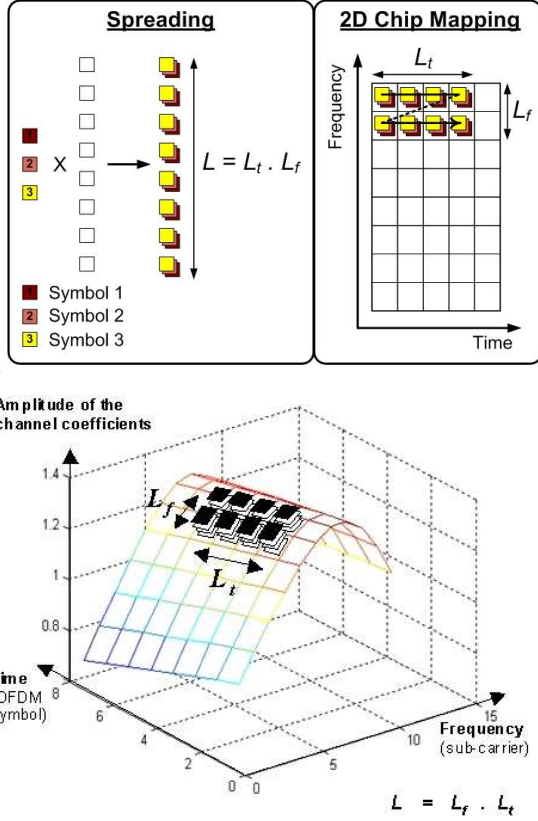 Spreading
1
2
3
X
L = Lt . Lf
1 Symbol 1
2 Symbol 2
3 Symbol 3
2D Chip Mapping
Frequency
Lt
Lf
Time
Amplitude of the
channel coefficients
1.4
1.2
1
0.8
Lf
Lt
ime
OFDM
ymbol)
8
6
4
2
0
0
5
10
15
Frequency
(sub-carrier)
L = Lf . Lt